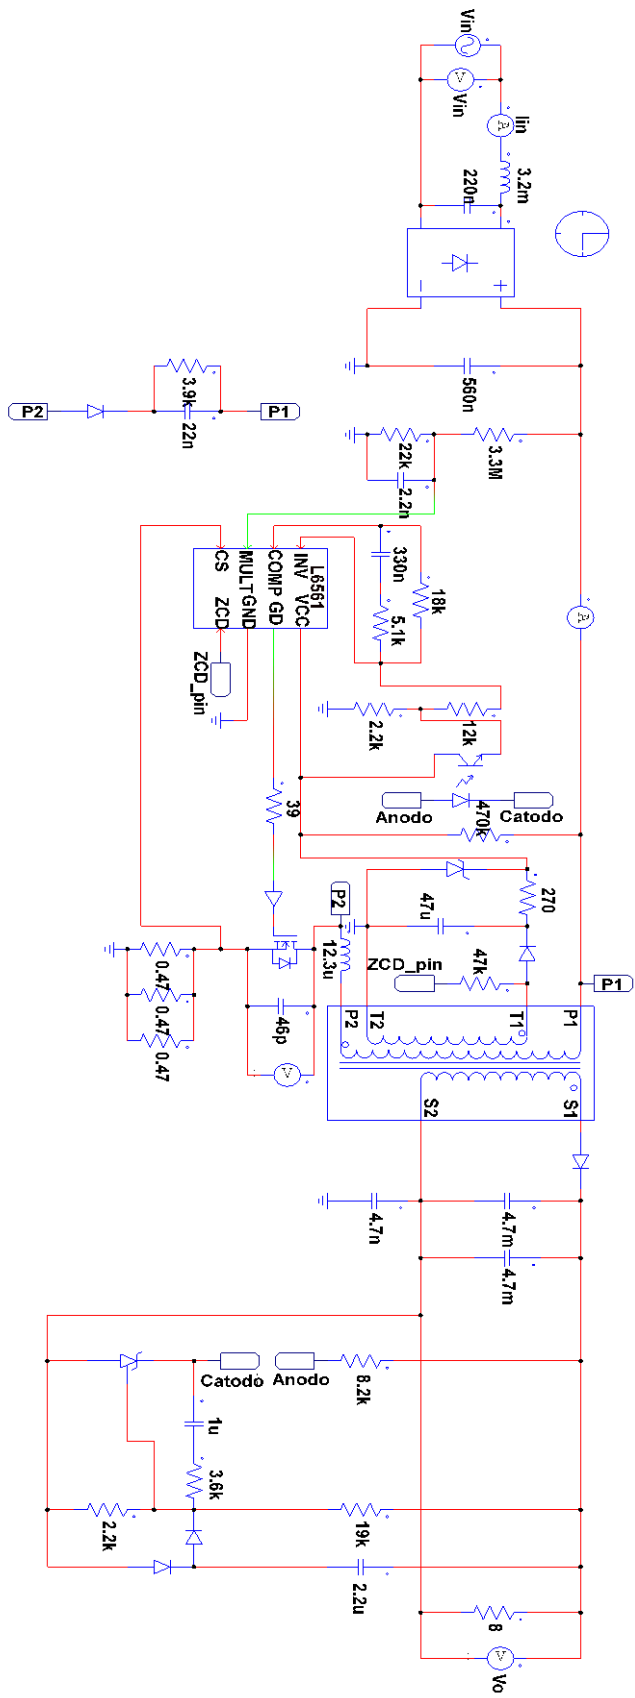 Vin
Vin
Iin
3.2m
220n
560n
P2
3.9k
22n
P1
22k
2.2n
3.3M
L6561
CS
MULT
COMP
INV
ZCD
GND
GD
VCC
ZCD_pin
330n
5.1k
18k
2.2k
12k
Anodo
Catodo
470k
39
P2
12.3u
47u
270
ZCD_pin
47k
P1
0.47
0.47
0.47
46p
V
P2
T2
T1
P1
S2
S1
4.7n
4.7m
4.7m
Catodo
Anodo
8.2k
1u
3.6k
2.2k
19k
2.2u
8
Vo
V
V
A
A
V